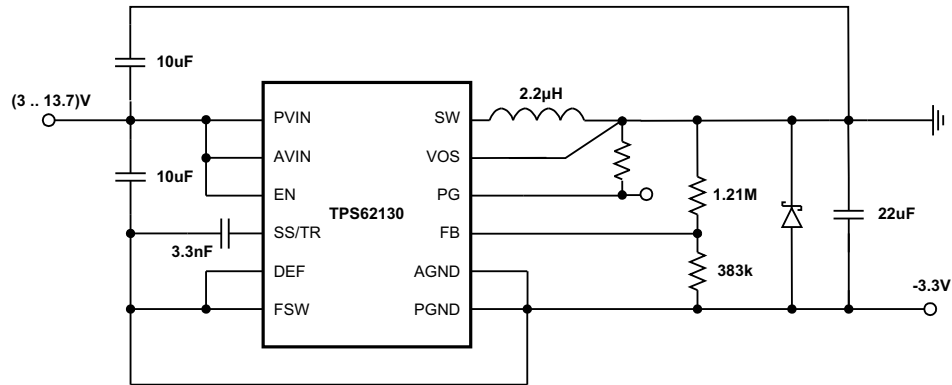 10uF
(3 .. 13.7)V
10uF
3.3nF
PVIN
AVIN
EN
SS/TR
DEF
FSW
TPS62130
SW
VOS
PG
FB
AGND
PGND
2.2µH
1.21M
383k
22uF
-3.3V